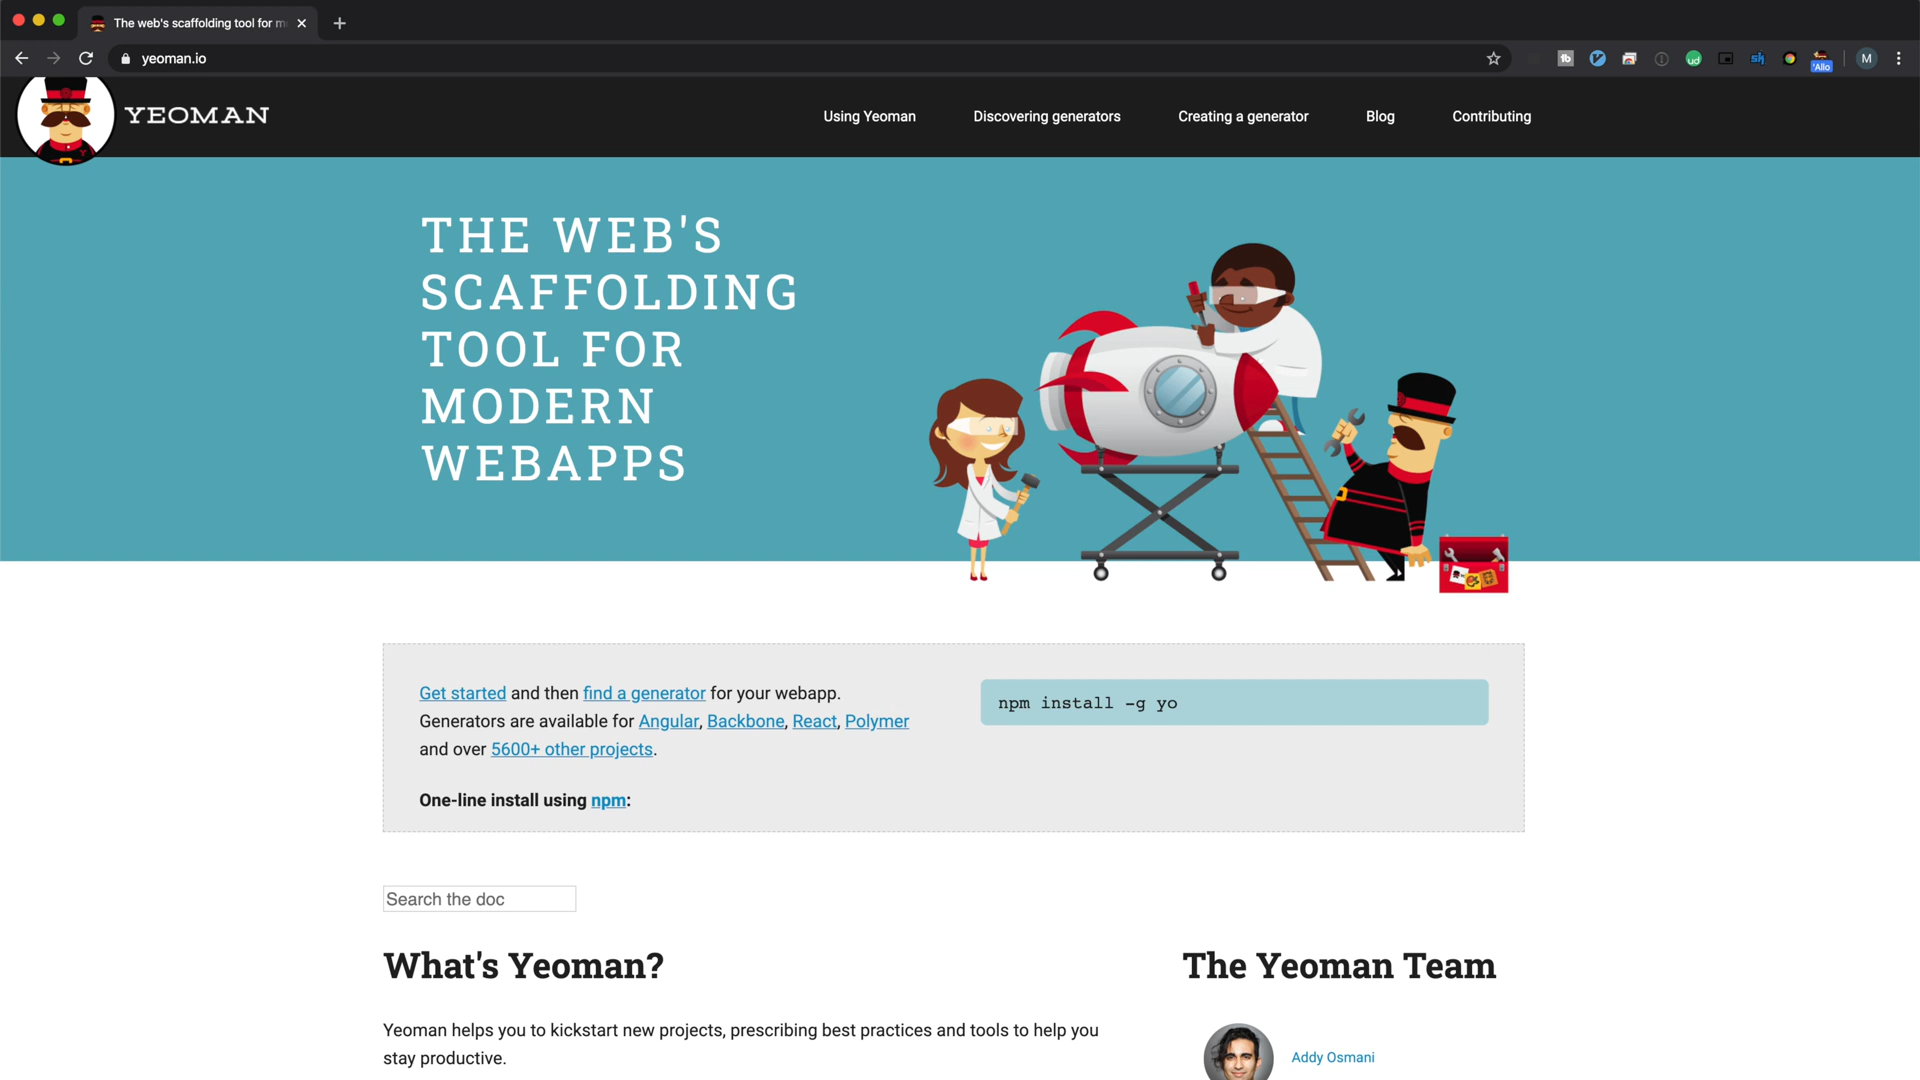 The web's scaffolding tool for m
yeoman.io
tb
ud
'Allo
M
YEOMAN
Using Yeoman
Discovering generators
Creating a generator
Blog
Contributing
THE WEB'S
SCAFFOLDING
TOOL FOR
MODERN
WEBAPPS
Get started and then find a generator for your webapp.
Generators are available for Angular, Backbone, React, Polymer
and over 5600+ other projects.
One-line install using npm:
npm install -g yo
Search the doc
What's Yeoman?
Yeoman helps you to kickstart new projects, prescribing best practices and tools to help you
stay productive.
The Yeoman Team
Addy Osmani